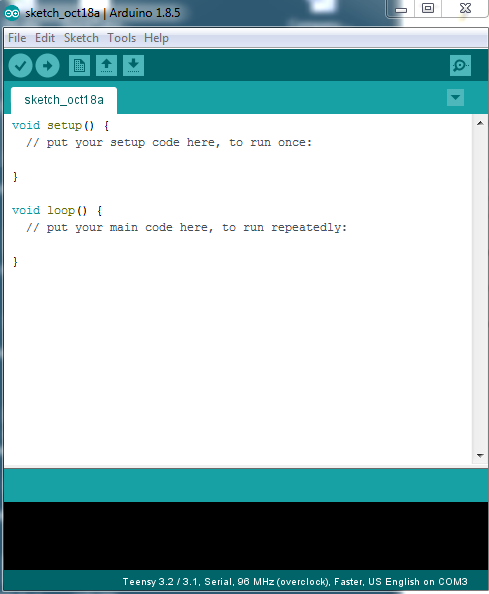 sketch_oct18a | Arduino 1.8.5
File Edit Sketch Tools Help
sketch_oct18a
void setup() {
  // put your setup code here, to run once:
}
void loop() {
  // put your main code here, to run repeatedly:
}
Teensy 3.2 / 3.1, Serial, 96 MHz (overclock), Faster, US English on COM3